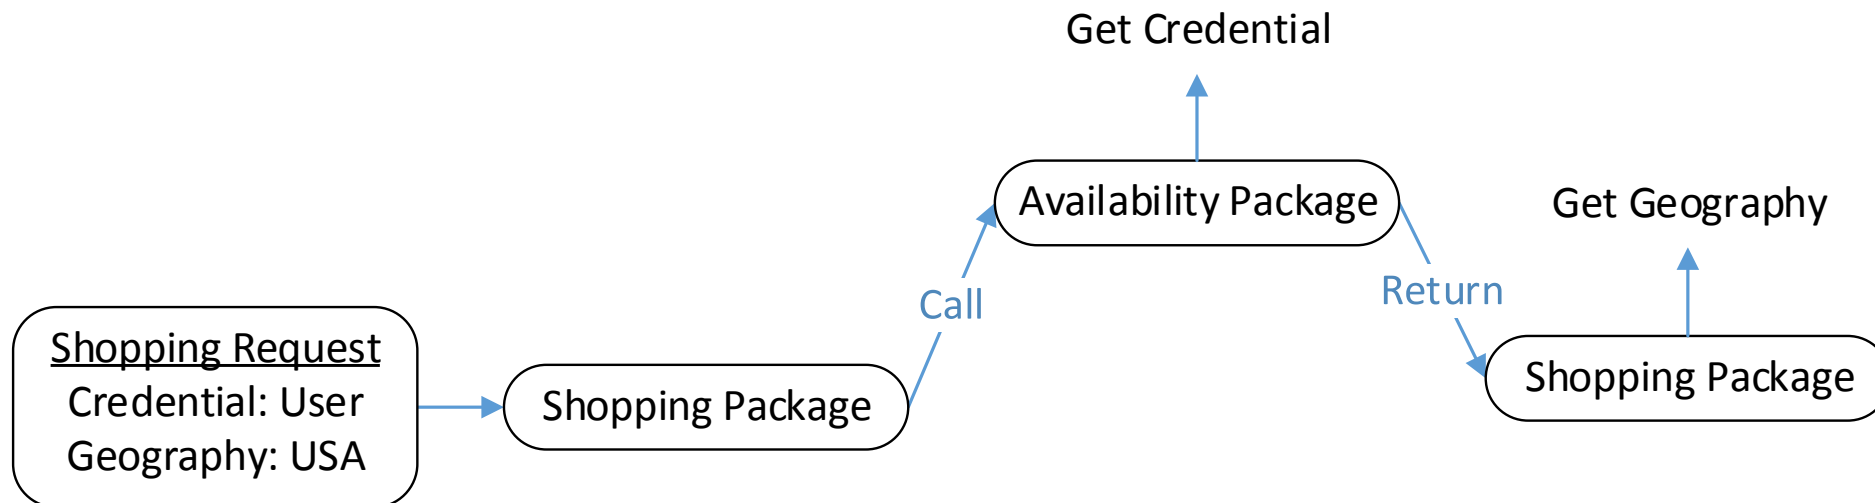 Get Credential
Availability Package
Get Geography
Call
Return
Shopping Request
Credential: User
Geography: USA
Shopping Package
Shopping Package